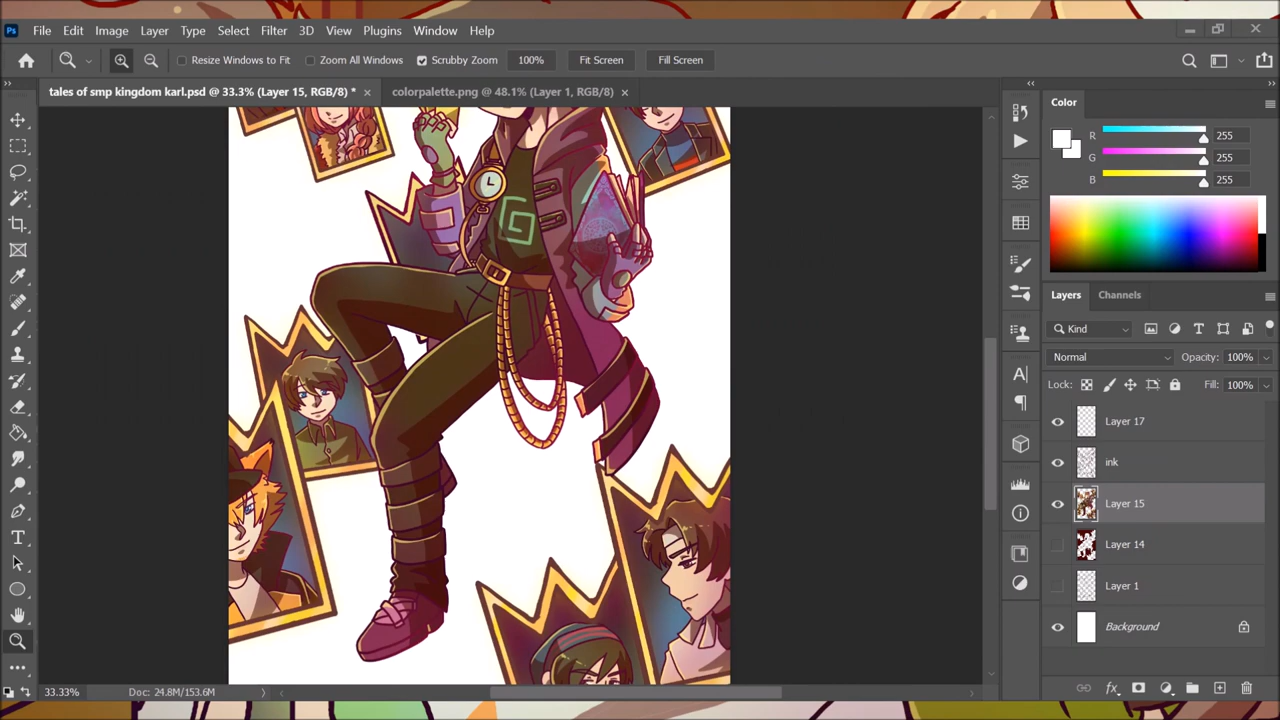 Ps File Edit Image Layer Type Select Filter 3D View Plugins Window Help
Resize Windows to Fit Zoom All Windows Scrubby Zoom 100% Fit Screen Fill Screen
tales of smp kingdom karl.psd @ 33.3% (Layer 15, RGB/8) * × colorpalette.png @ 48.1% (Layer 1, RGB/8) ×
Color
R 255
G 255
B 255
Layers Channels
Kind
Normal Opacity: 100%
Lock: Fill: 100%
Layer 17
ink
Layer 15
Layer 14
Layer 1
Background
33.33% Doc: 24.8M/153.6M
fx